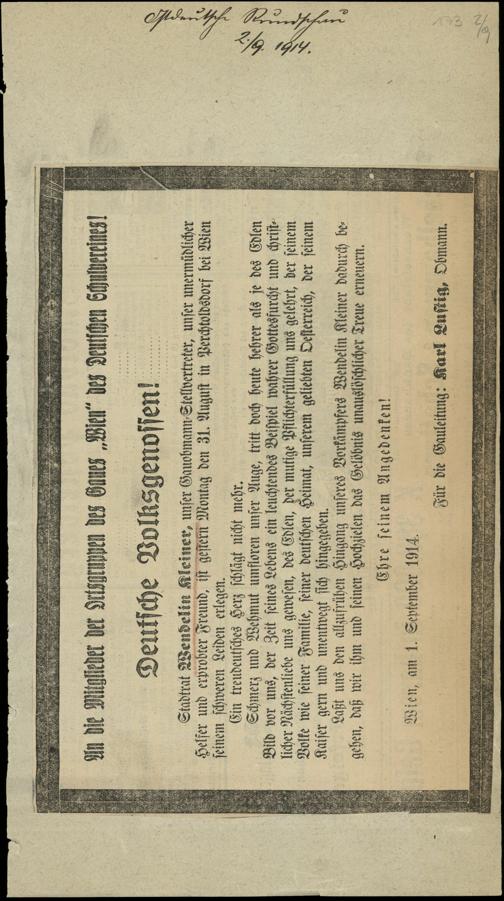 Ostdeutsche Rundschau
2./9. 1914.
173 2/9
An die Mitglieder der Ortsgruppen des Gaues „Wien“ des Deutschen Schulvereines!
Deutsche Volksgenossen!
Stadtrat Wendelin Kleiner, unser Gauobmann-Stellvertreter, unser unermüdlicher
Helfer und erprobter Freund, ist gestern Montag den 31. August in Perchtoldsdorf bei Wien
seinem schweren Leiden erlegen.
Ein treudeutsches Herz schlägt nicht mehr.
Schmerz und Wehmut umfloren unser Auge, tritt doch heute hehrer als je des Edlen
Bild vor uns, der Zeit seines Lebens ein leuchtendes Beispiel wahrer Gottesfurcht und christ-
licher Nächstenliebe uns gewesen, des Edlen, der mutige Pflichterfüllung uns gelehrt, der seinem
Volke wie seiner Familie, seiner deutschen Heimat, unserem geliebten Oesterreich, der seinem
Kaiser gern und unentwegt sich hingegeben.
Laßt uns den allzufrühen Hingang unseres Vorkämpfers Wendelin Kleiner dadurch be-
gehen, daß wir ihm und seinen Hochzielen das Gelöbnis unauslöschlicher Treue erneuern.
Ehre seinem Angedenken!
Wien, am 1. September 1914.
Für die Gauleitung: Karl Lustig, Obmann.